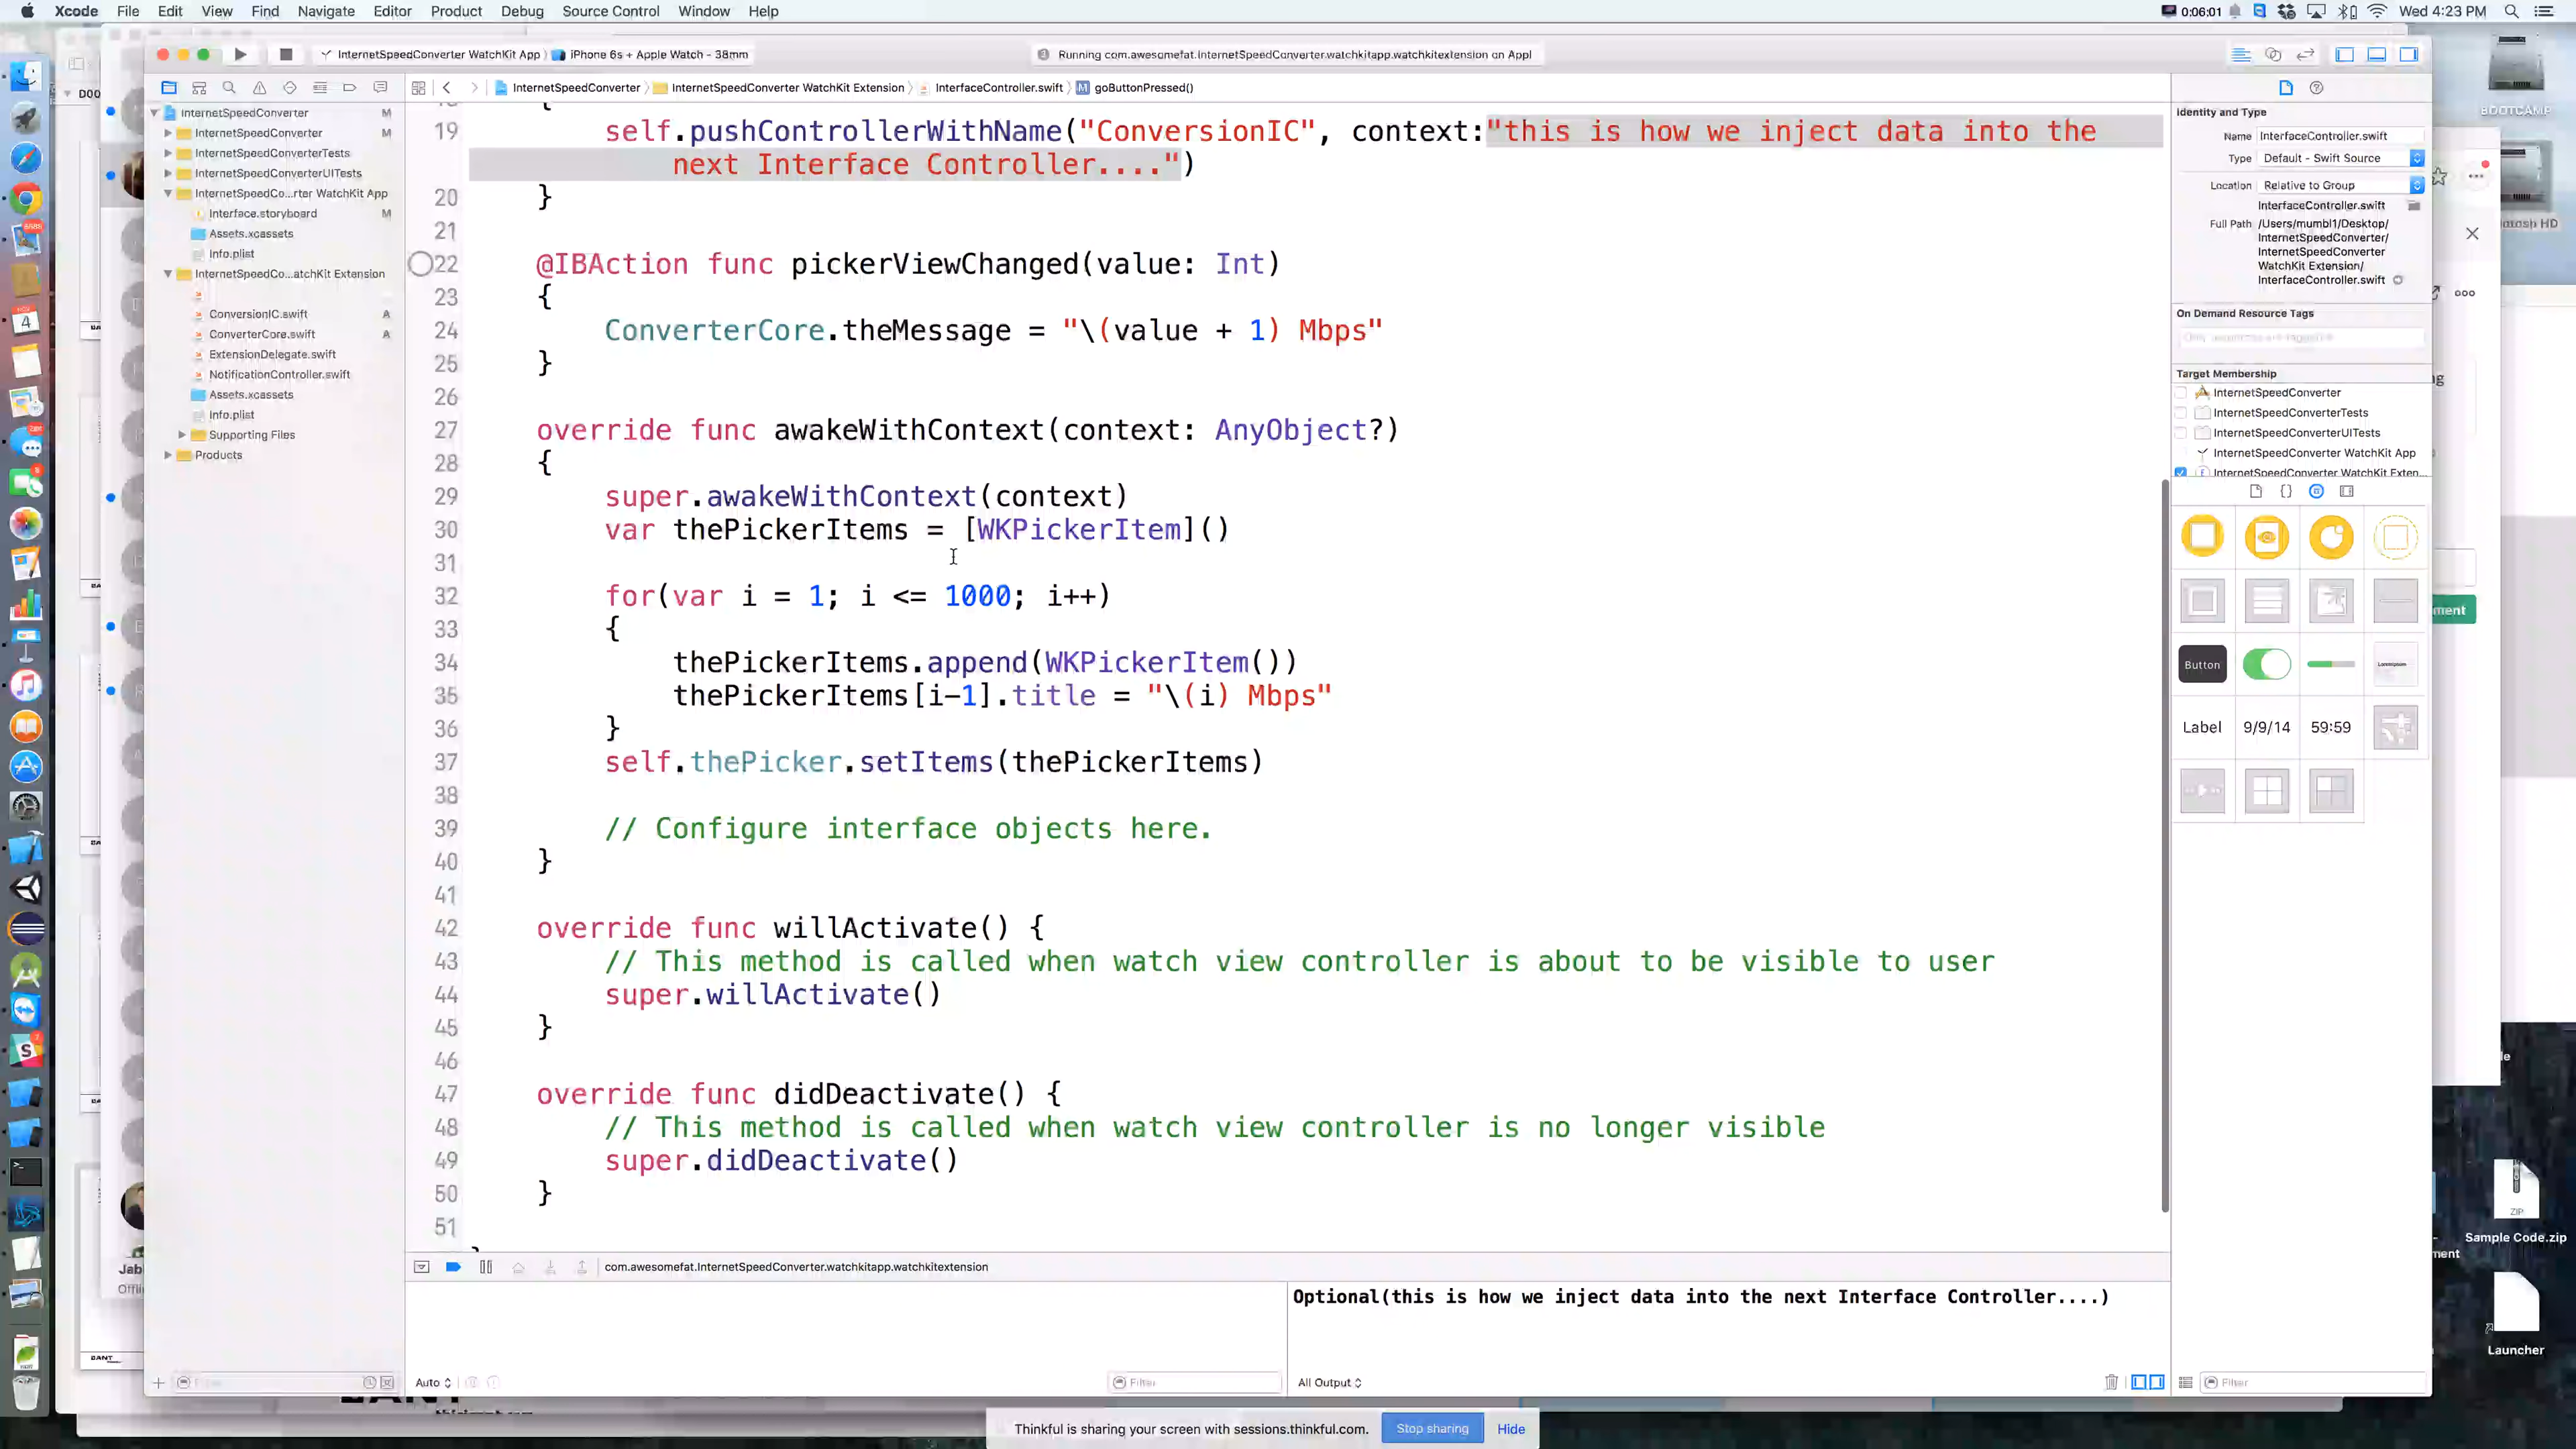 Xcode File Edit View Find Navigate Editor Product Debug Source Control Window Help
0:06:01 Wed 4:23 PM
InternetSpeedConverter WatchKit App iPhone 6s + Apple Watch - 38mm
Running com.awesomefat.InternetSpeedConverter.watchkitapp.watchkitextension on Appl
InternetSpeedConverter InternetSpeedConverter WatchKit Extension InterfaceController.swift M goButtonPressed()
InternetSpeedConverter M
InternetSpeedConverter M
InternetSpeedConverterTests
InternetSpeedConverterUITests
InternetSpeedCo...rter WatchKit App
Interface.storyboard M
Assets.xcassets
Info.plist
InternetSpeedCo...atchKit Extension
ConversionIC.swift A
ConverterCore.swift A
ExtensionDelegate.swift
NotificationController.swift
Assets.xcassets
Info.plist
Supporting Files
Products
{
19 self.pushControllerWithName("ConversionIC", context:"this is how we inject data into the
next Interface Controller....")
20 }
21
22 @IBAction func pickerViewChanged(value: Int)
23 {
24 ConverterCore.theMessage = "\(value + 1) Mbps"
25 }
26
27 override func awakeWithContext(context: AnyObject?)
28 {
29 super.awakeWithContext(context)
30 var thePickerItems = [WKPickerItem]()
31
32 for(var i = 1; i <= 1000; i++)
33 {
34 thePickerItems.append(WKPickerItem())
35 thePickerItems[i-1].title = "\(i) Mbps"
36 }
37 self.thePicker.setItems(thePickerItems)
38
39 // Configure interface objects here.
40 }
41
42 override func willActivate() {
43 // This method is called when watch view controller is about to be visible to user
44 super.willActivate()
45 }
46
47 override func didDeactivate() {
48 // This method is called when watch view controller is no longer visible
49 super.didDeactivate()
50 }
51
com.awesomefat.InternetSpeedConverter.watchkitapp.watchkitextension
Optional(this is how we inject data into the next Interface Controller....)
Auto
Filter
All Output
Filter
Identity and Type
Name InterfaceController.swift
Type Default - Swift Source
Location Relative to Group
InterfaceController.swift
Full Path /Users/mumbl1/Desktop/
InternetSpeedConverter/
InternetSpeedConverter
WatchKit Extension/
InterfaceController.swift
On Demand Resource Tags
Target Membership
InternetSpeedConverter
InternetSpeedConverterTests
InternetSpeedConverterUITests
InternetSpeedConverter WatchKit App
InternetSpeedConverter WatchKit Exten...
Button
Label 9/9/14 59:59
BOOTCAMP
atash HD
ment
ZIP
Sample Code.zip
ment
Launcher
Jab
Offli
Thinkful is sharing your screen with sessions.thinkful.com. Stop sharing Hide